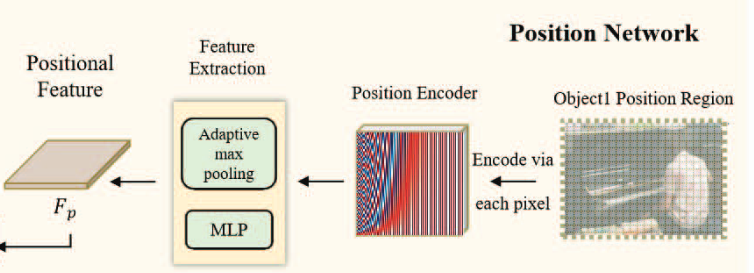 Position Network
Positional
Feature
Feature
Extraction
Adaptive
max
pooling
MLP
Position Encoder
Encode via
each pixel
Object1 Position Region
F_p